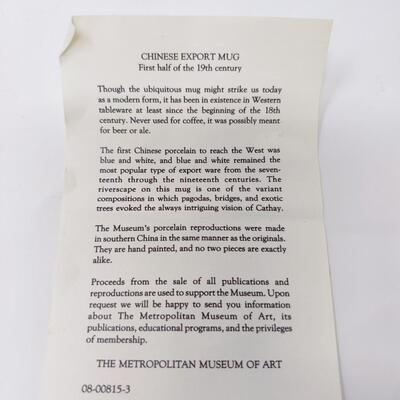 CHINESE EXPORT MUG
First half of the 19th century
Though the ubiquitous mug might strike us today
as a modern form, it has been in existence in Western
tableware at least since the beginning of the 18th
century. Never used for coffee, it was possibly meant
for beer or ale.
The first Chinese porcelain to reach the West was
blue and white, and blue and white remained the
most popular type of export ware from the seven-
teenth through the nineteenth centuries. The
riverscape on this mug is one of the variant
compositions in which pagodas, bridges, and exotic
trees evoked the always intriguing vision of Cathay.
The Museum's porcelain reproductions were made
in southern China in the same manner as the originals.
They are hand painted, and no two pieces are exactly
alike.
Proceeds from the sale of all publications and
reproductions are used to support the Museum. Upon
request we will be happy to send you information
about The Metropolitan Museum of Art, its
publications, educational programs, and the privileges
of membership.
THE METROPOLITAN MUSEUM OF ART
08-00815-3